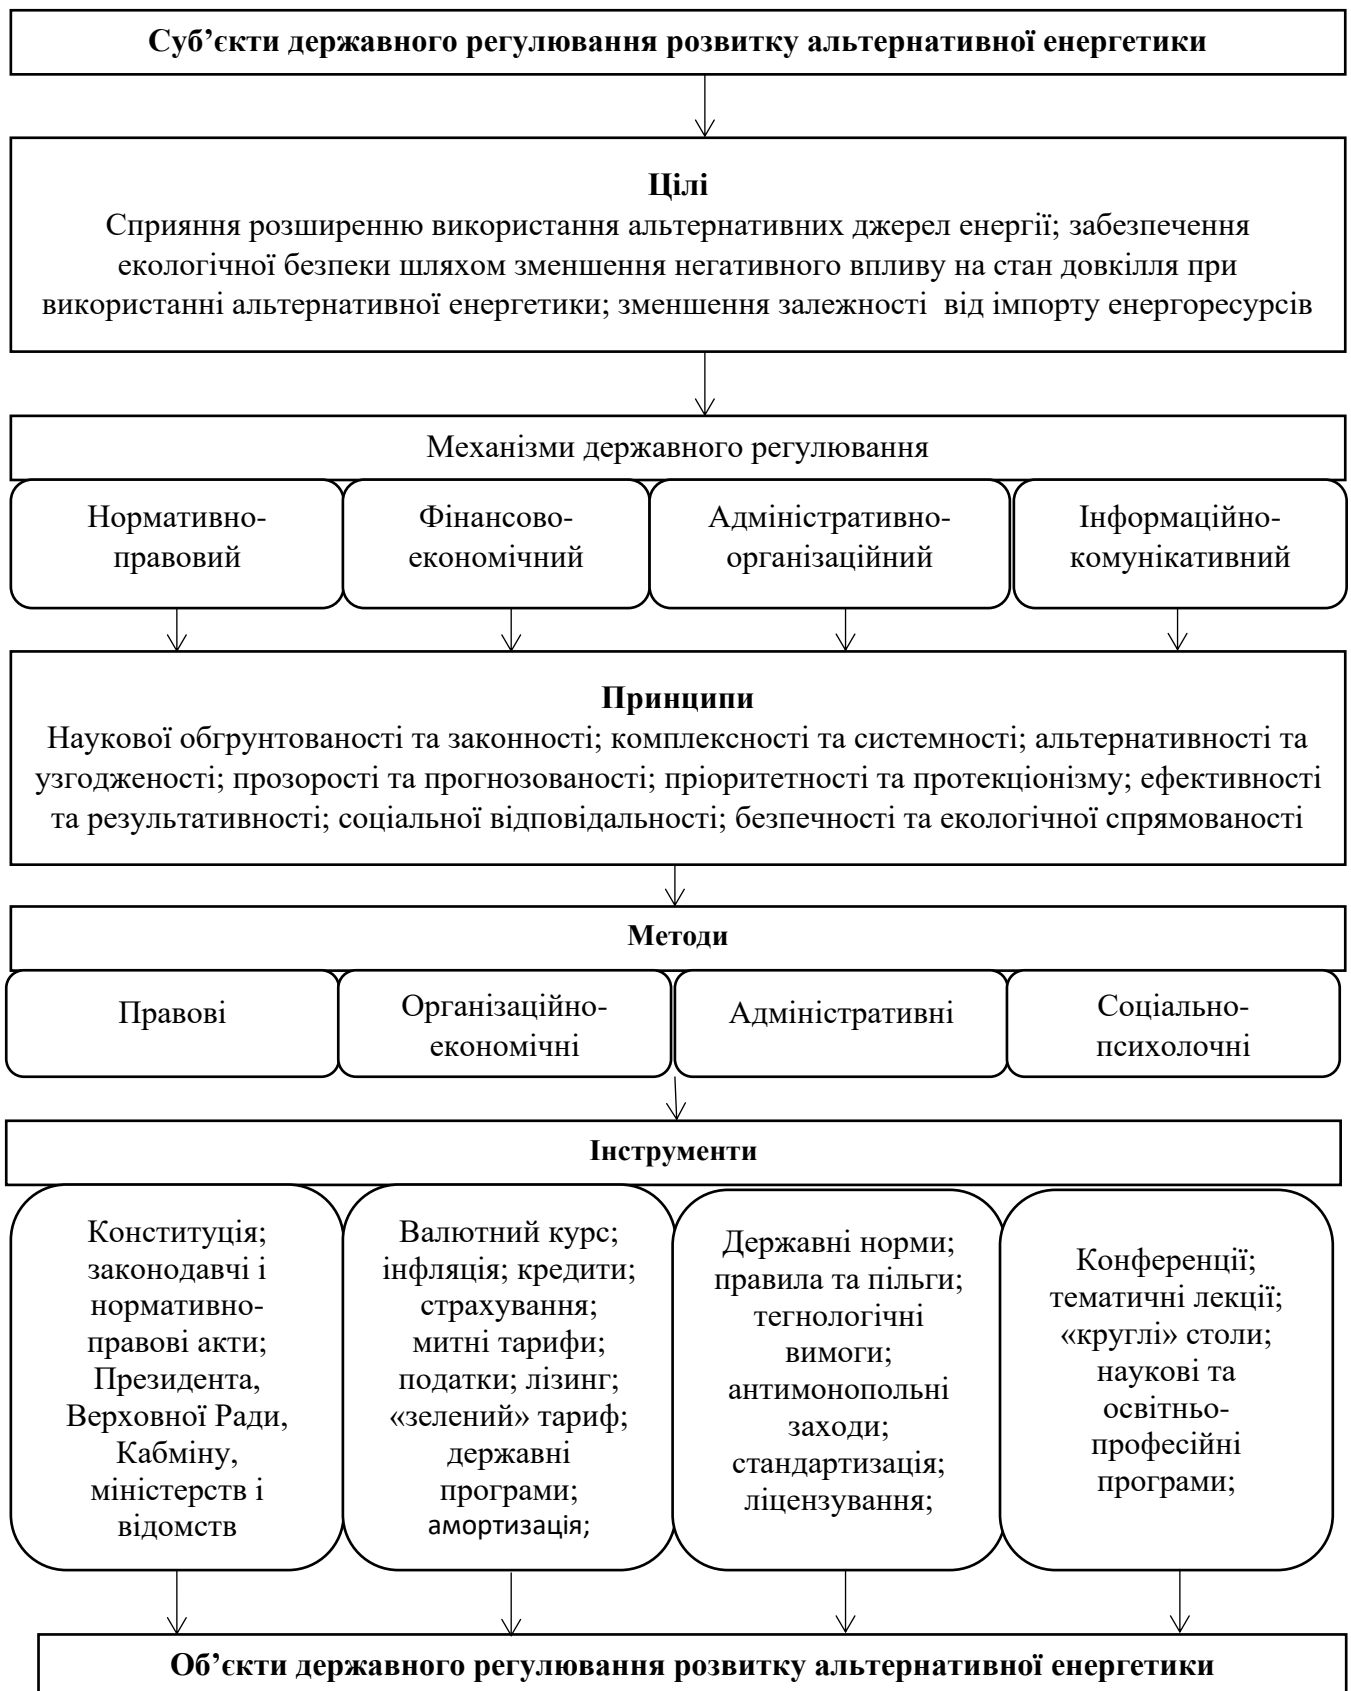 Суб’єкти державного регулювання розвитку альтернативної енергетики
Цілі
Сприяння розширенню використання альтернативних джерел енергії; забезпечення
екологічної безпеки шляхом зменшення негативного впливу на стан довкілля при
використанні альтернативної енергетики; зменшення залежності від імпорту енергоресурсів
Механізми державного регулювання
Нормативно-
правовий
Фінансово-
економічний
Адміністративно-
організаційний
Інформаційно-
комунікативний
Принципи
Наукової обгрунтованості та законності; комплексності та системності; альтернативності та
узгодженості; прозорості та прогнозованості; пріоритетності та протекціонізму; ефективності
та результативності; соціальної відповідальності; безпечності та екологічної спрямованості
Методи
Правові
Організаційно-
економічні
Адміністративні
Соціально-
психолочні
Інструменти
Конституція;
законодавчі і
нормативно-
правові акти;
Президента,
Верховної Ради,
Кабміну,
міністерств і
відомств
Валютний курс;
інфляція; кредити;
страхування;
митні тарифи;
податки; лізинг;
«зелений» тариф;
державні
програми;
амортизація;
Державні норми;
правила та пільги;
тегнологічні
вимоги;
антимонопольні
заходи;
стандартизація;
ліцензування;
Конференції;
тематичні лекції;
«круглі» столи;
наукові та
освітньо-
професійні
програми;
Об’єкти державного регулювання розвитку альтернативної енергетики